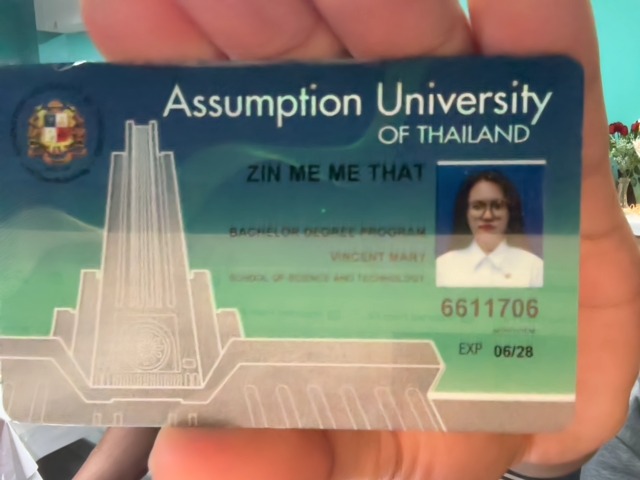 Assumption University
OF THAILAND
ZIN ME ME THAT
BACHELOR DEGREE PROGRAM
VINCENT MARY
SCHOOL OF SCIENCE AND TECHNOLOGY
6611706
EXP 06/28